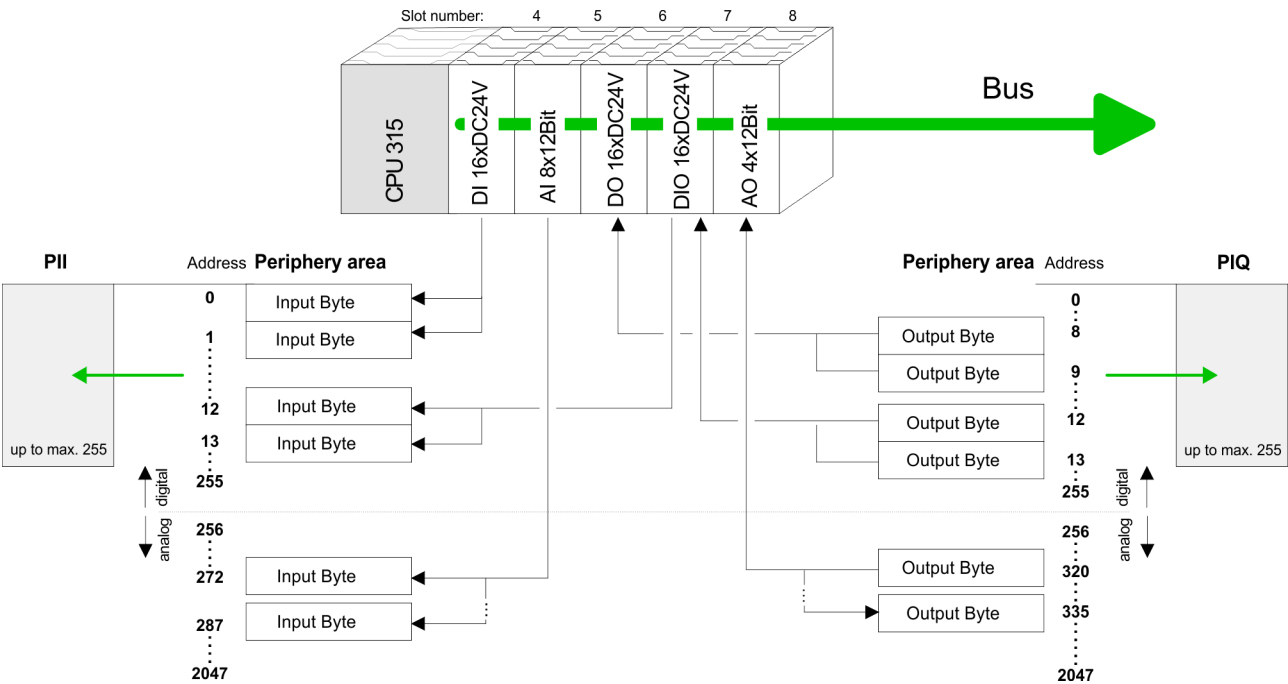 Slot number: 4 5 6 7 8
Bus
CPU 315
DI 16xDC24V
AI 8x12Bit
DO 16xDC24V
DIO 16xDC24V
AO 4x12Bit
PII Address Periphery area
0 Input Byte
1 Input Byte
12 Input Byte
13 Input Byte
up to max. 255
255
digital
analog
256
272 Input Byte
287 Input Byte
2047
Periphery area Address PIQ
0
Output Byte 8
Output Byte 9
Output Byte 12
Output Byte 13
up to max. 255
255
digital
analog
256
Output Byte 320
Output Byte 335
2047